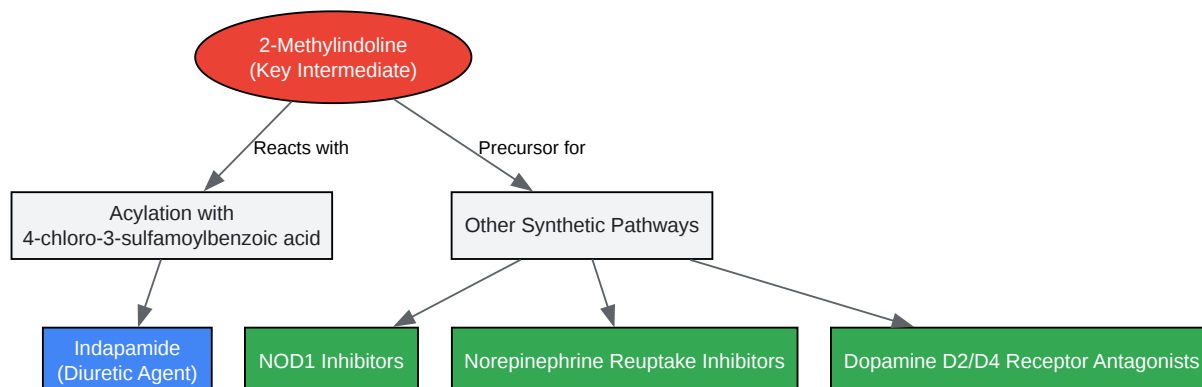 2-Methylindoline
(Key Intermediate)
Reacts with
Precursor for
Acylation with
4-chloro-3-sulfamoylbenzoic acid
Other Synthetic Pathways
Indapamide
(Diuretic Agent)
NOD1 Inhibitors
Norepinephrine Reuptake Inhibitors
Dopamine D2/D4 Receptor Antagonists